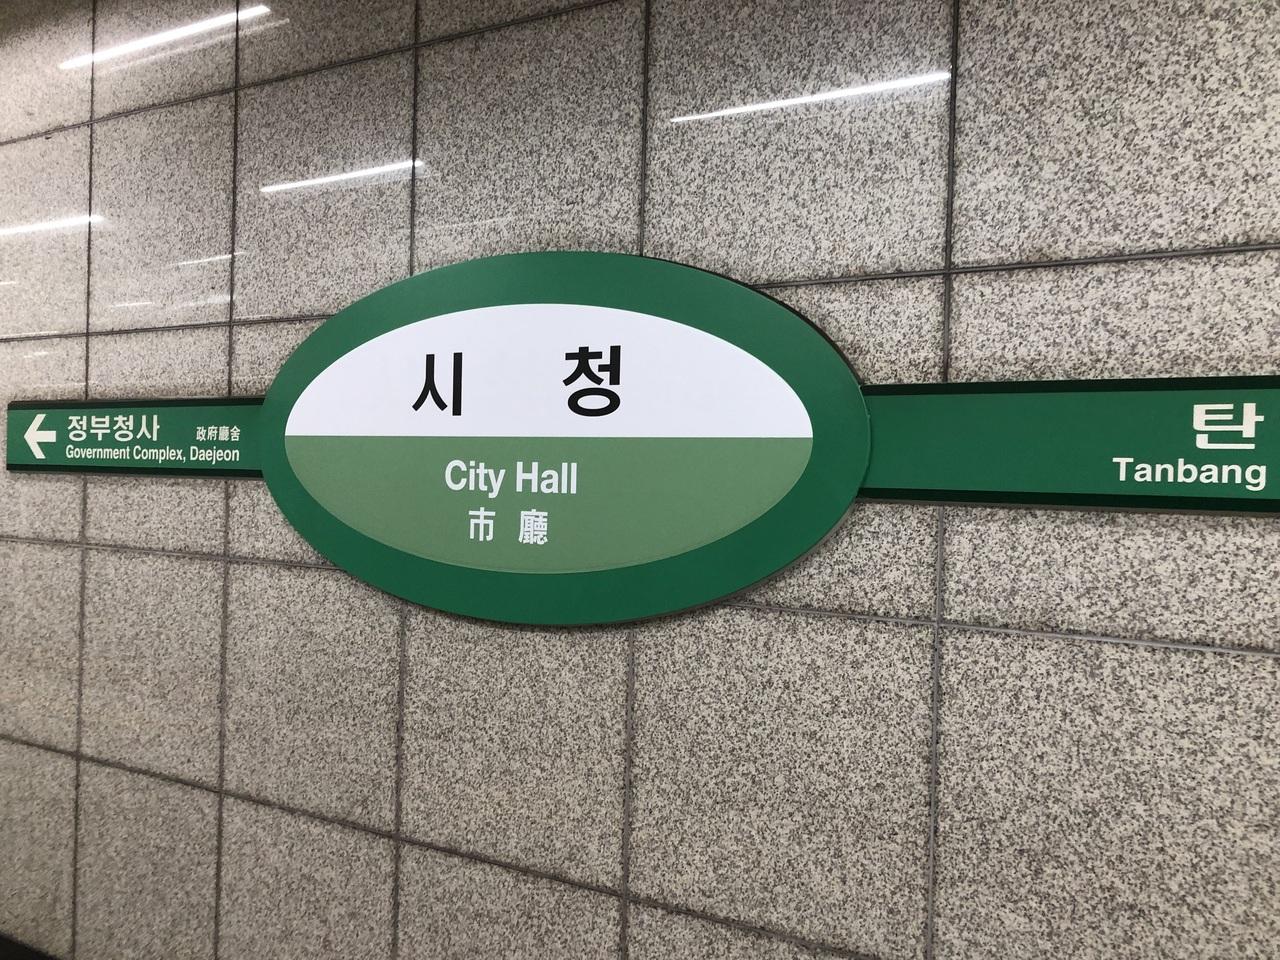 정부청사 政府廳舍
Government Complex, Daejeon
시 청
City Hall
市 廳
탄
Tanbang